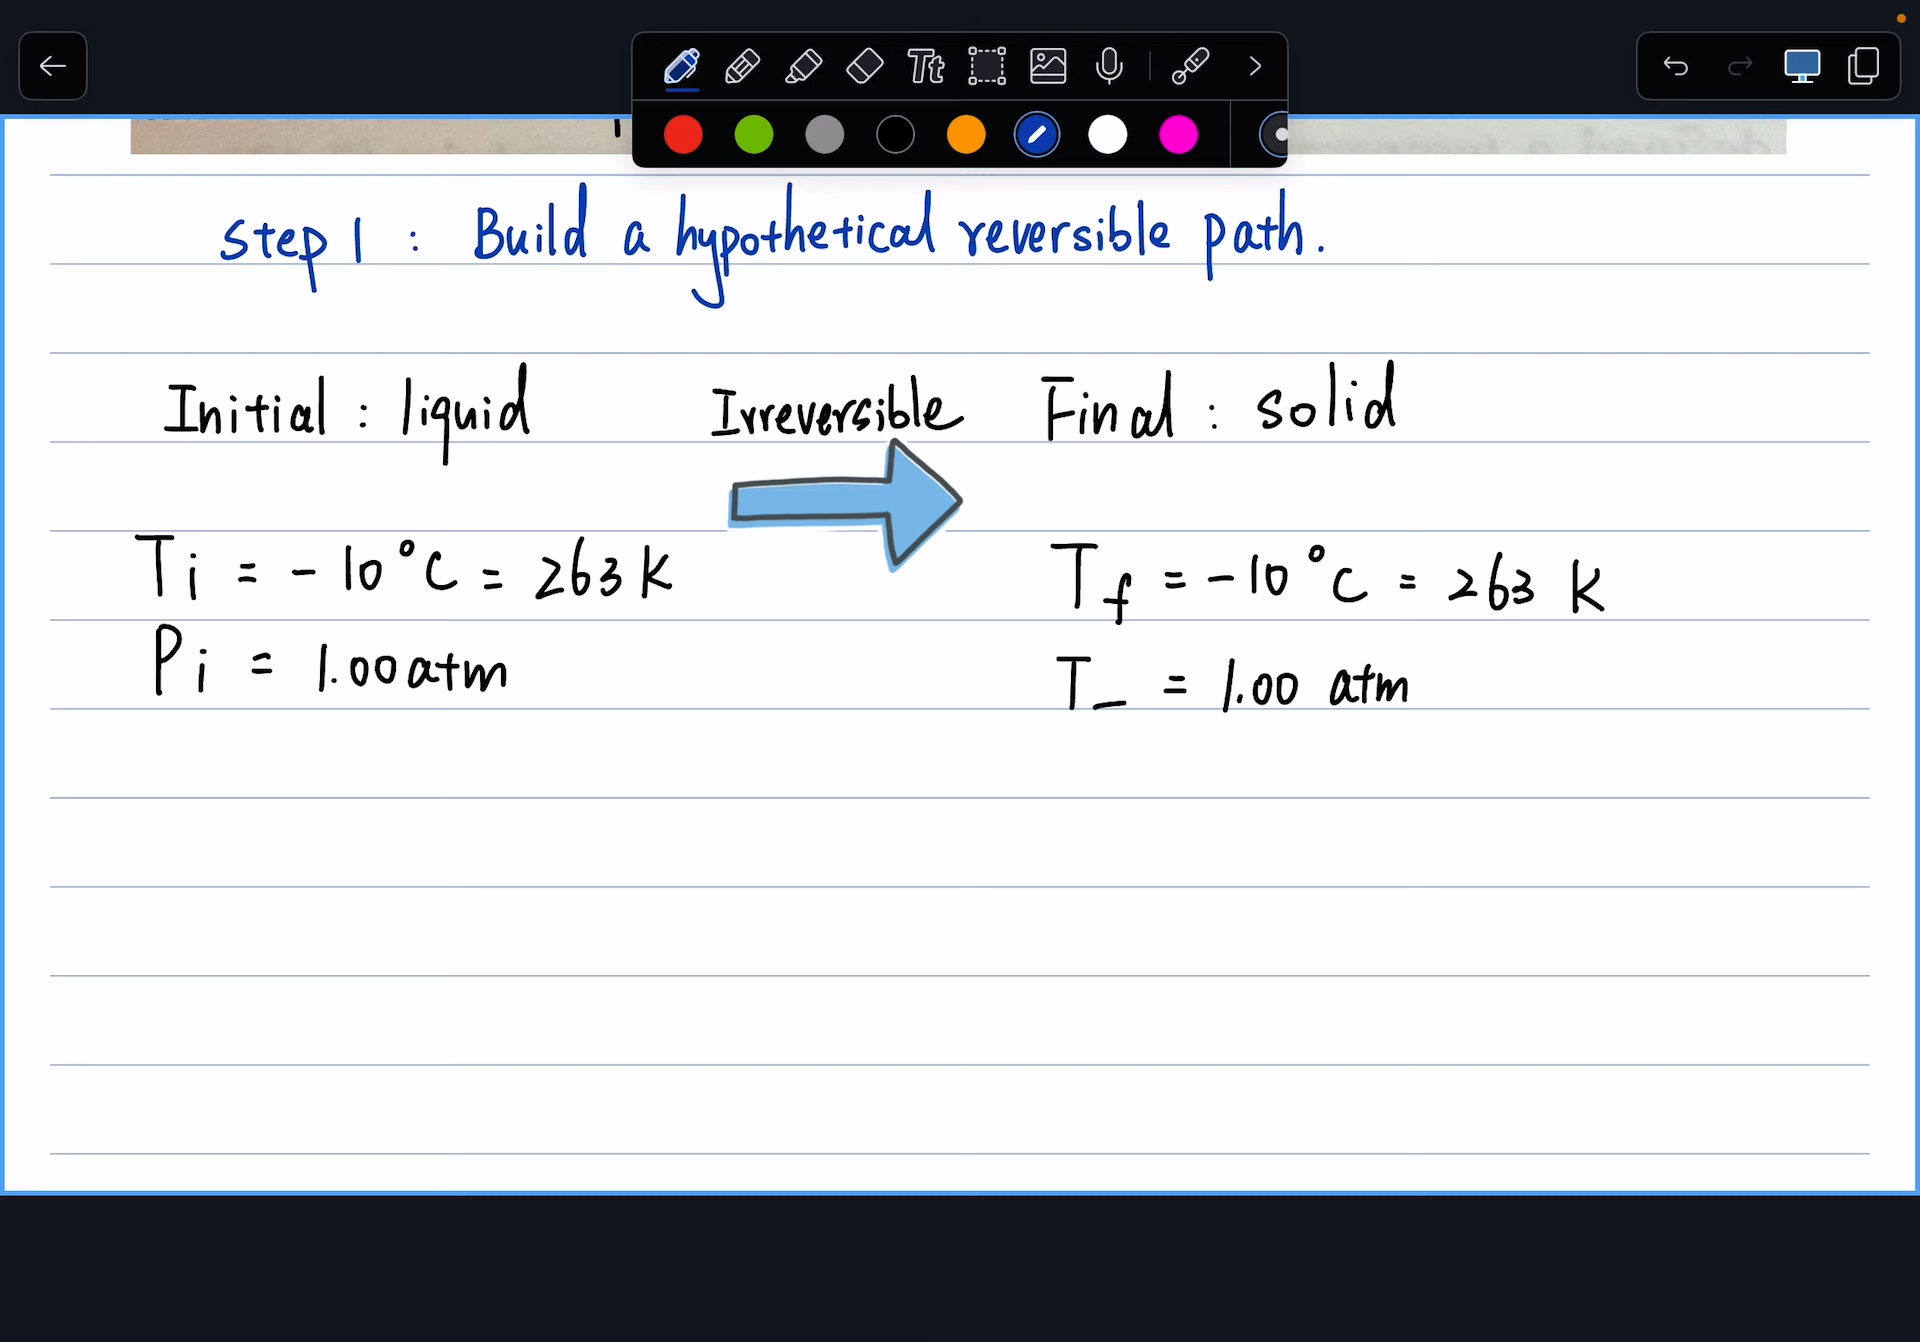 Tt
Step 1 : Build a hypothetical reversible path.
Initial : liquid Irreversible Final : solid
Ti = - 10°C = 263 K Tf = -10°C = 263 K
Pi = 1.00 atm T_ = 1.00 atm